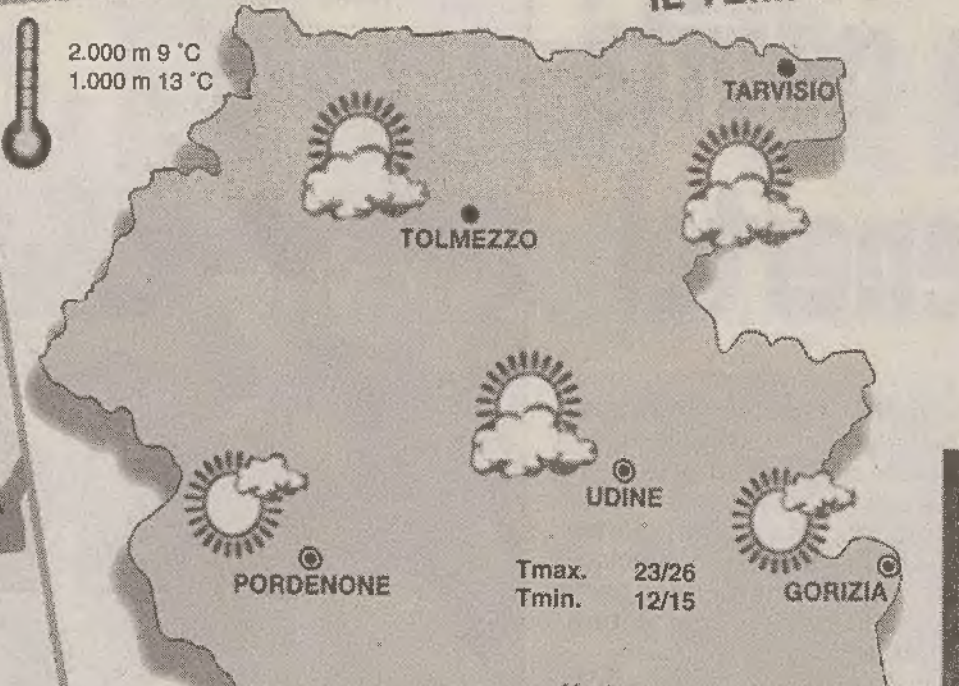 2.000 m 9 °C
1.000 m 13 °C
TARVISIO
TOLMEZZO
UDINE
PORDENONE
Tmax. 23/26
Tmin. 12/15
GORIZIA